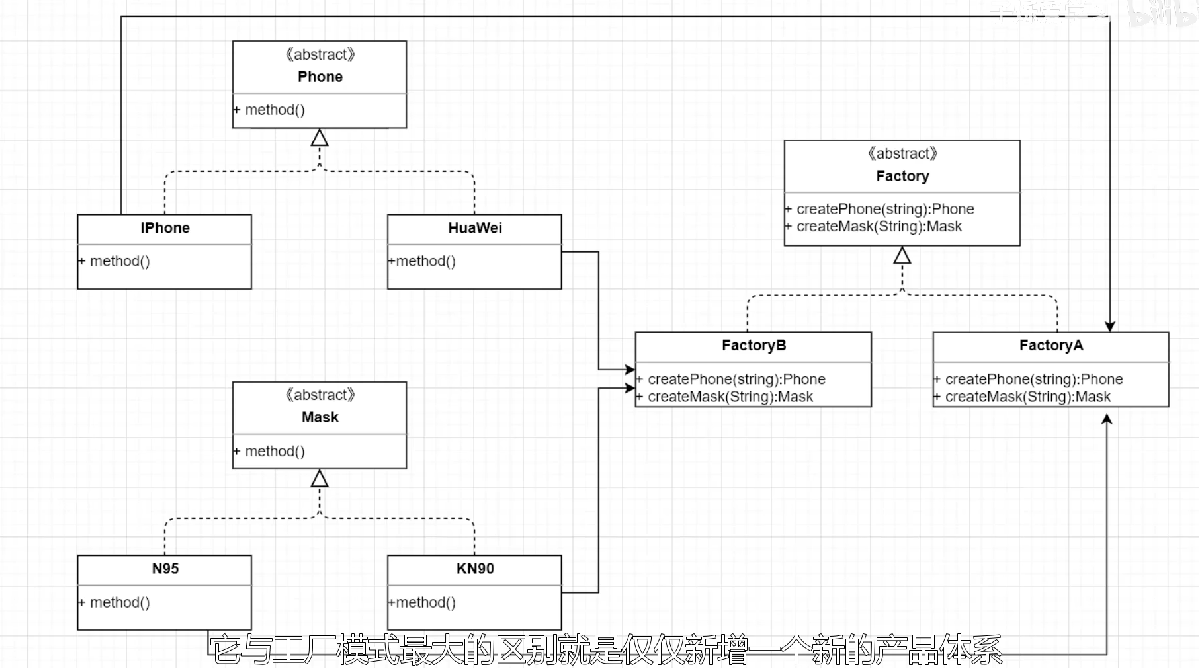 《abstract》
Phone
+ method()
IPhone
+ method()
HuaWei
+method()
《abstract》
Factory
+ createPhone(string):Phone
+ createMask(String):Mask
FactoryB
+ createPhone(string):Phone
+ createMask(String):Mask
FactoryA
+ createPhone(string):Phone
+ createMask(String):Mask
《abstract》
Mask
+ method()
N95
+ method()
KN90
+method()
它与工厂模式最大的区别就是仅仅新增一个新的产品体系